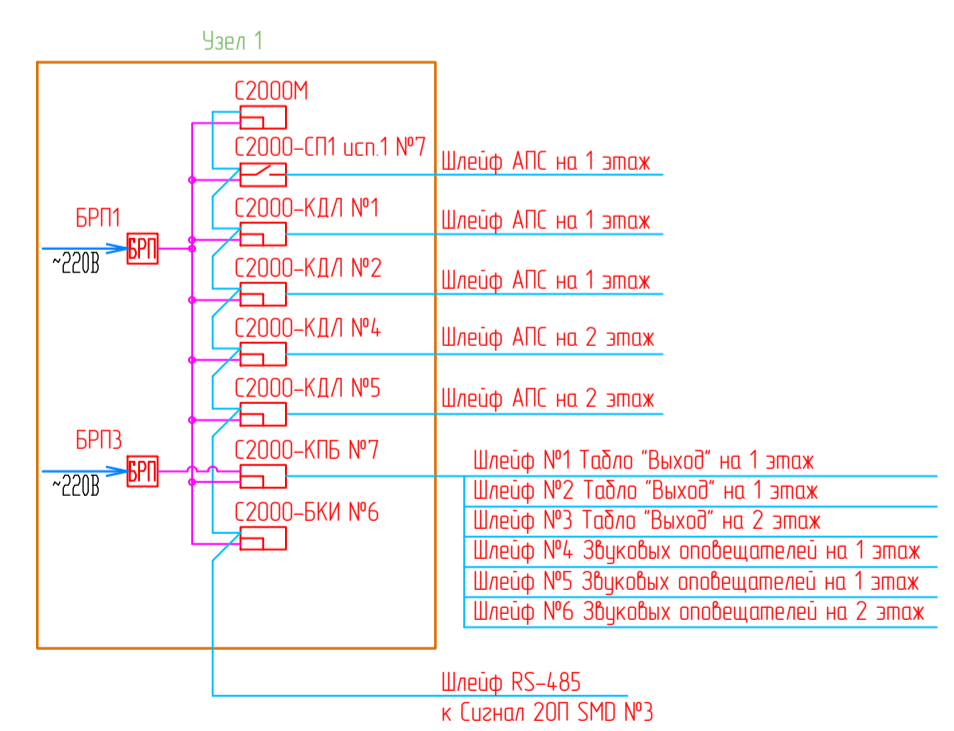 Узел 1
С2000М
С2000-СП1 исп.1 №7
Шлейф АПС на 1 этаж
С2000-КДЛ №1
Шлейф АПС на 1 этаж
БРП1
БРП
~220В
С2000-КДЛ №2
Шлейф АПС на 1 этаж
С2000-КДЛ №4
Шлейф АПС на 2 этаж
С2000-КДЛ №5
Шлейф АПС на 2 этаж
БРП3
БРП
~220В
С2000-КПБ №7
Шлейф №1 Табло "Выход" на 1 этаж
Шлейф №2 Табло "Выход" на 1 этаж
С2000-БКИ №6
Шлейф №3 Табло "Выход" на 2 этаж
Шлейф №4 Звуковых оповещателей на 1 этаж
Шлейф №5 Звуковых оповещателей на 1 этаж
Шлейф №6 Звуковых оповещателей на 2 этаж
Шлейф RS-485
к Сигнал 20П SMD №3